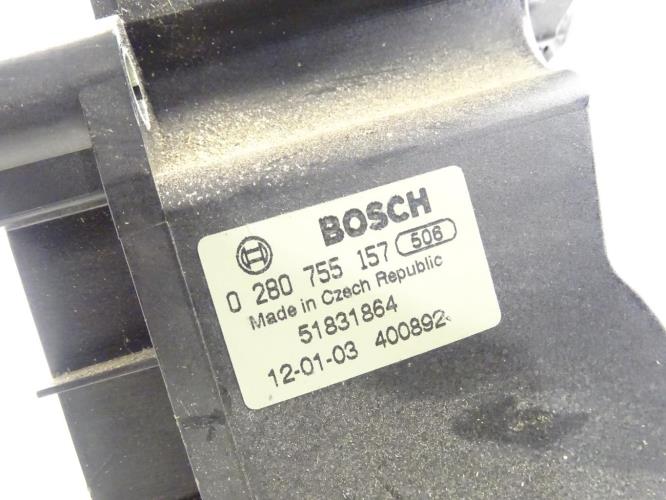 BOSCH
0 280 755 157 506
Made in Czech Republic
51831864
12-01-03 400892